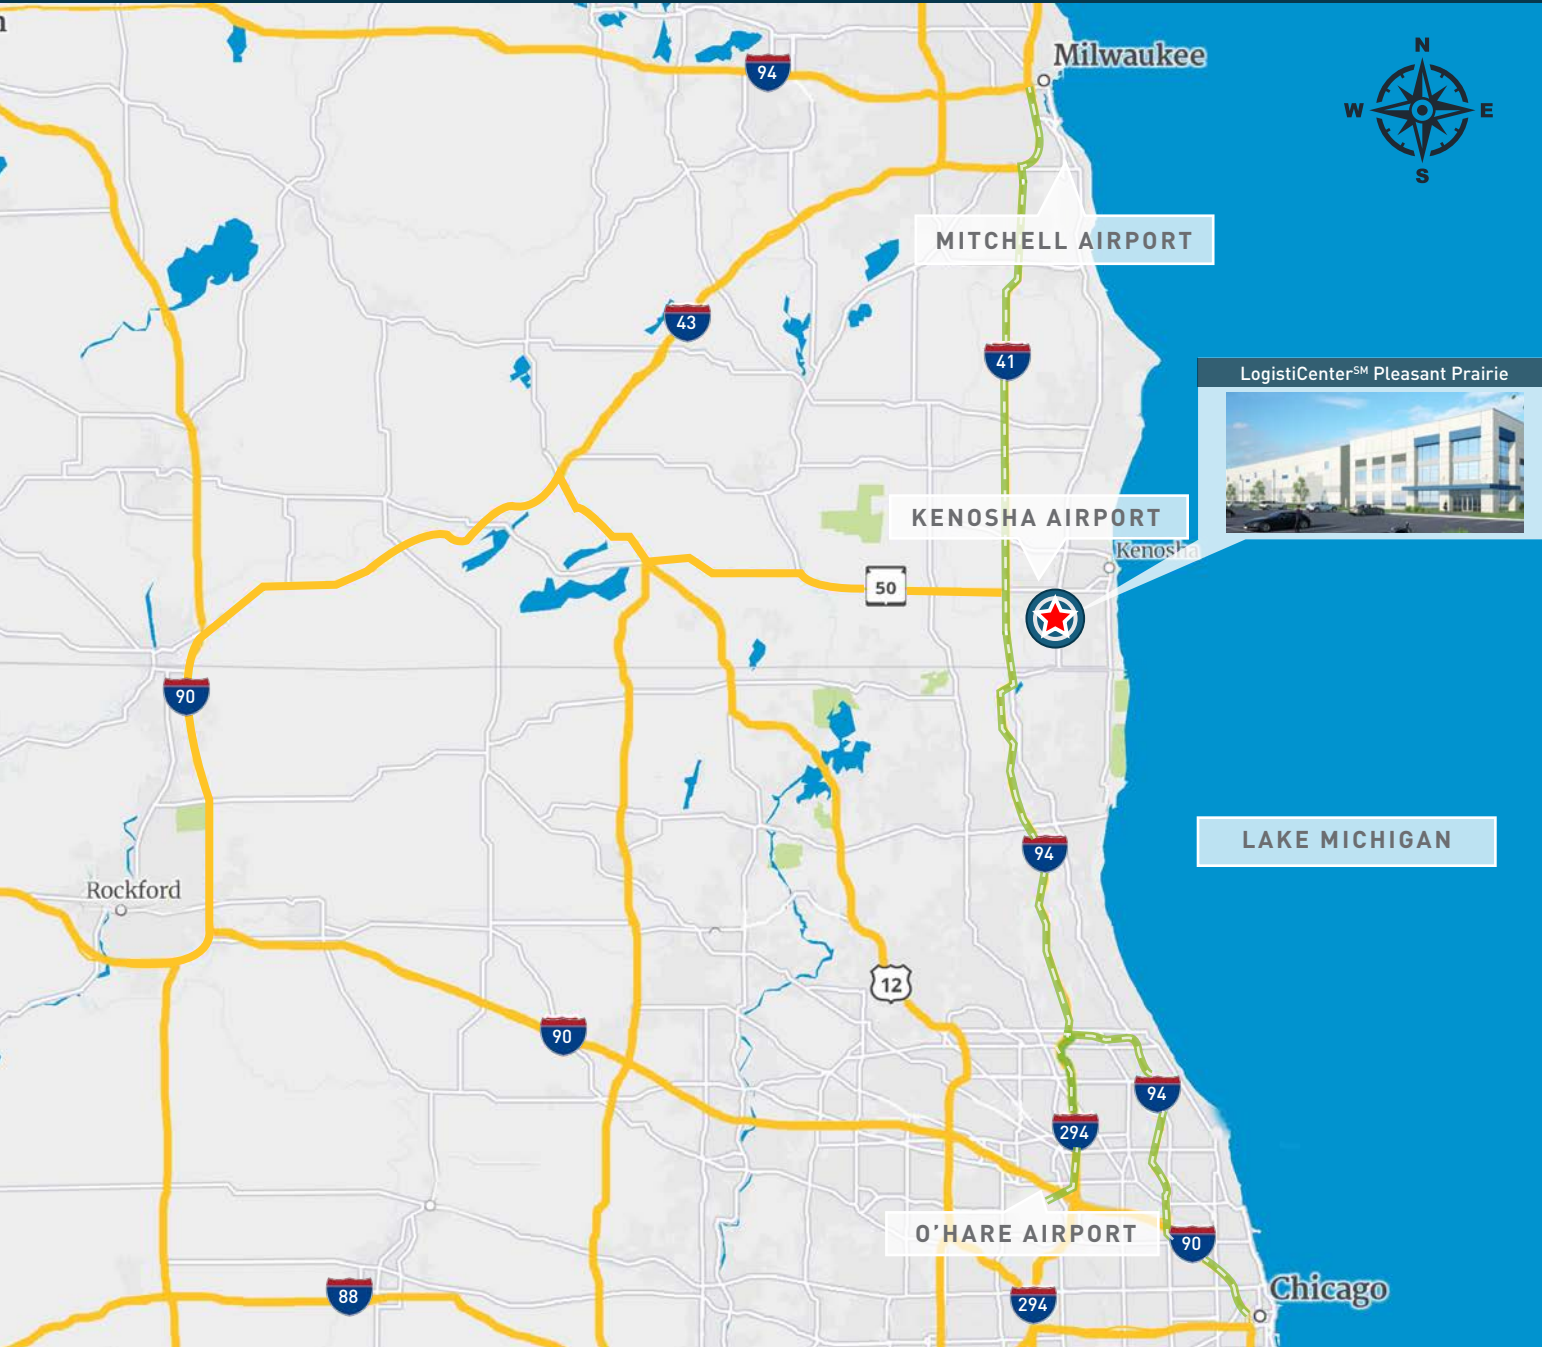 n
Milwaukee
94
N
W
E
S
MITCHELL AIRPORT
43
41
LogistiCenter℠ Pleasant Prairie
KENOSHA AIRPORT
Kenosha
50
90
94
LAKE MICHIGAN
Rockford
12
90
94
294
O'HARE AIRPORT
90
88
294
Chicago